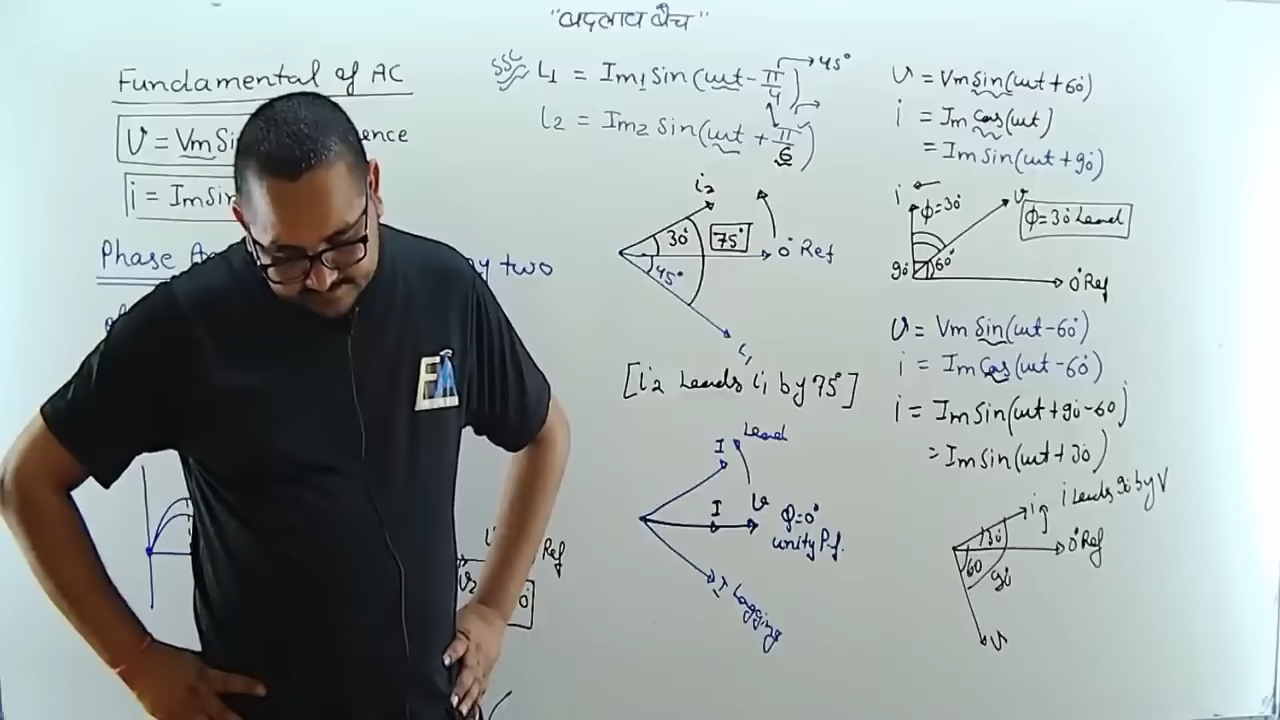 "बदलाव बैच"
Fundamental of AC
V = Vm Si
i = Im Sin
Phase
by two
Ref
SSC
i₁ = Im₁ Sin(ωt - π/4) → 45°
i₂ = Im₂ Sin(ωt + π/6)
i₂
30°
75°
0° Ref
45°
i₁
[i₂ Leads i₁ by 75°]
I
Lead
I
V
φ=0°
unity P.f.
I Lagging
V = Vm Sin(ωt+60°)
i = Im Cos(ωt)
= Im Sin(ωt+90°)
i
φ=30°
V
φ=30° Lead
90°
60°
0° Ref
V = Vm Sin(ωt-60°)
i = Im Cos(ωt-60°)
i = Im Sin(ωt+90-60)
= Im Sin(ωt+30°)
i Leads 90 by V
i
30°
0° Ref
60
90
V